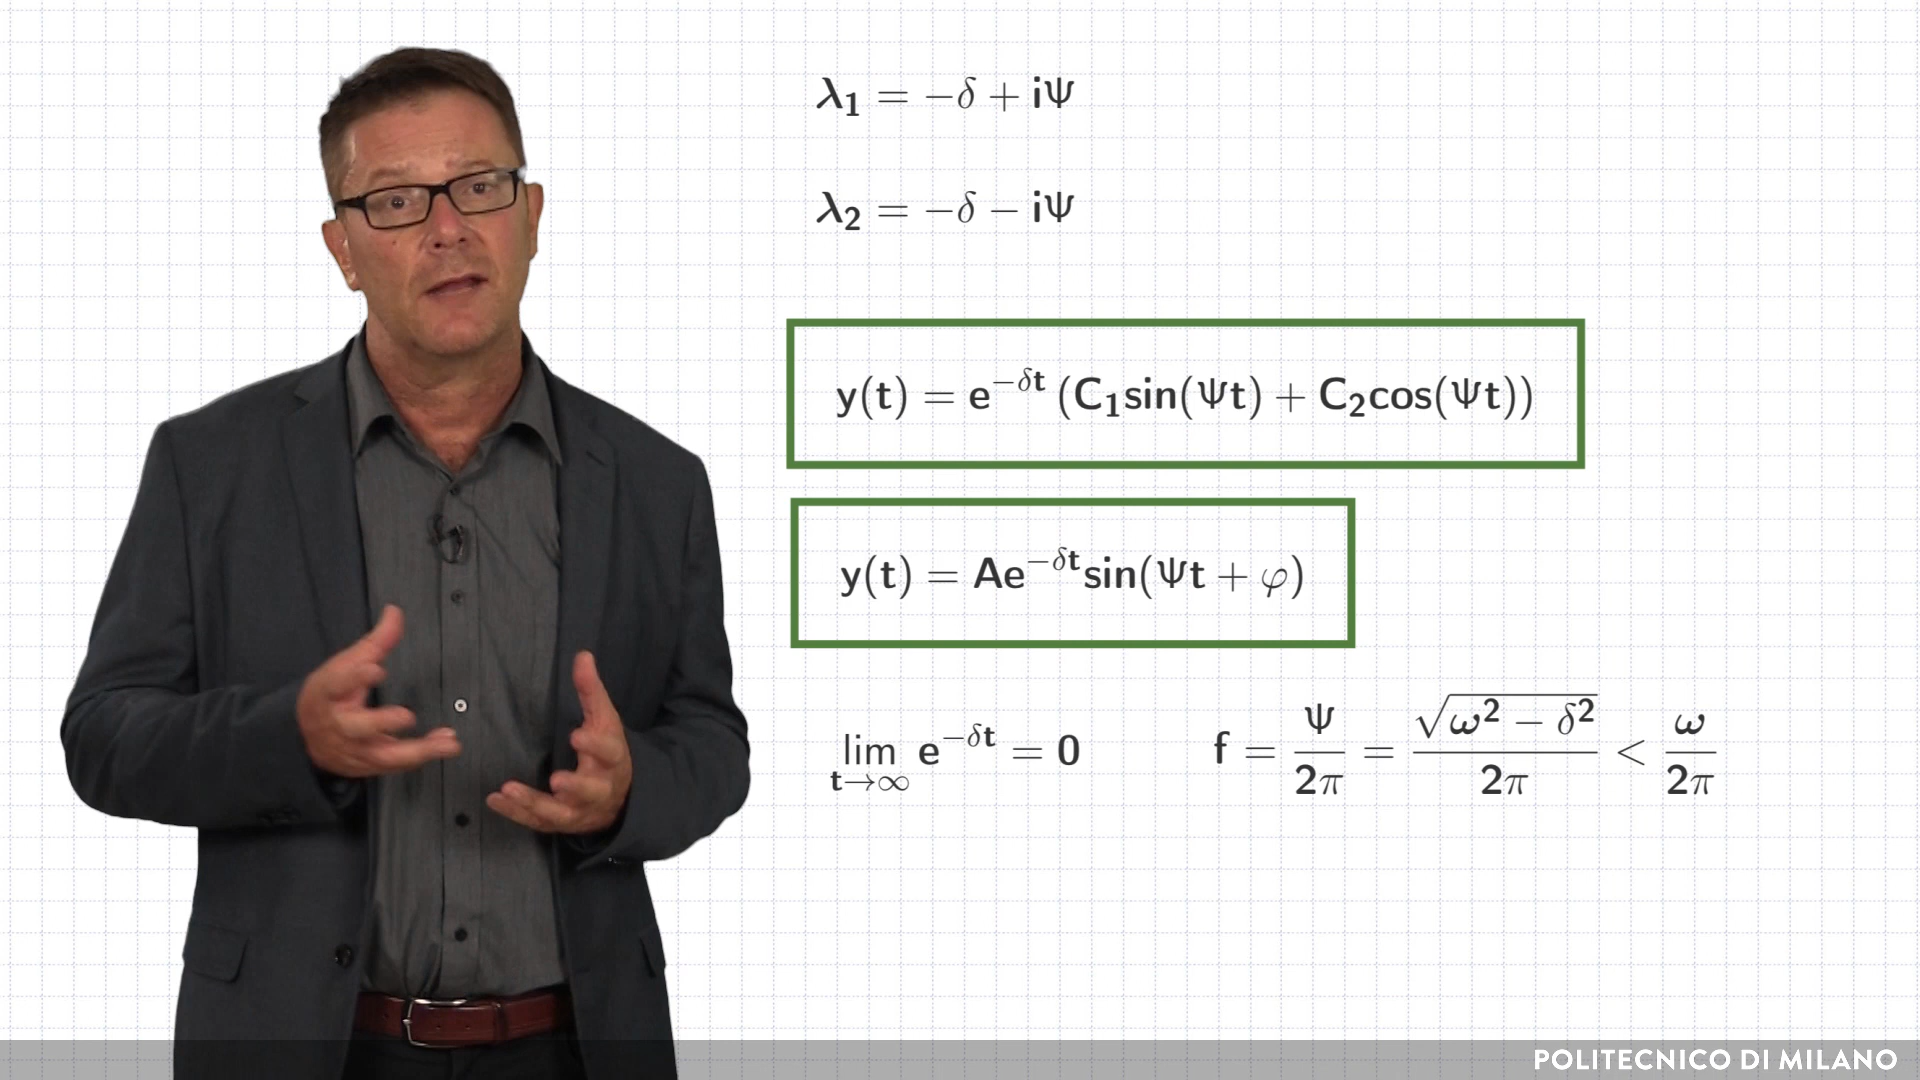 λ₁ = −δ + iΨ
λ₂ = −δ − iΨ
y(t) = e^{−δt} (C₁sin(Ψt) + C₂cos(Ψt))
y(t) = Ae^{−δt}sin(Ψt + φ)
lim_{t→∞} e^{−δt} = 0 f = Ψ/2π = √(ω² − δ²)/2π < ω/2π
POLITECNICO DI MILANO